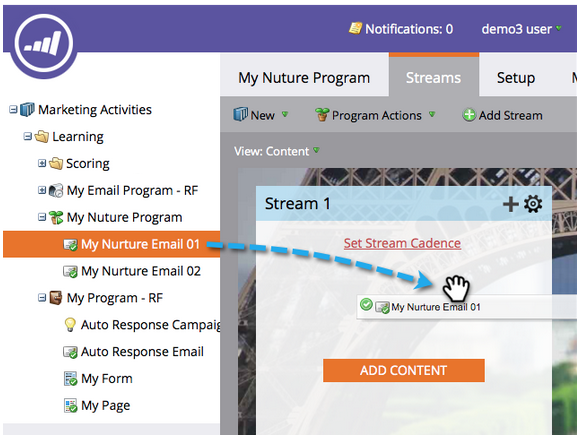 Notifications: 0
demo3 user
My Nuture Program
Streams
Setup
New
Program Actions
Add Stream
View: Content
Marketing Activities
Learning
Scoring
My Email Program - RF
My Nuture Program
My Nurture Email 01
My Nurture Email 02
My Program - RF
Auto Response Campaig
Auto Response Email
My Form
My Page
Stream 1
Set Stream Cadence
My Nurture Email 01
ADD CONTENT